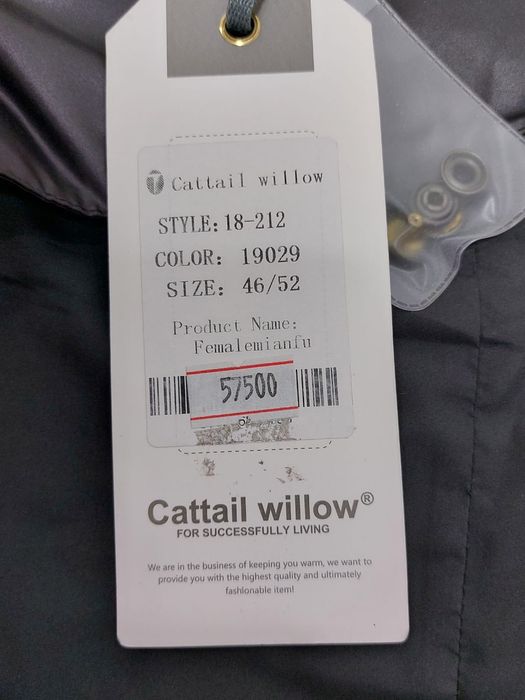 Cattail willow
STYLE: 18-212
COLOR: 19029
SIZE: 46/52
Product Name:
Femalemianfu
57500
Cattail willow®
FOR SUCCESSFULLY LIVING
We are in the business of keeping you warm, we want to
provide you with the highest quality and ultimately
fashlonable item!